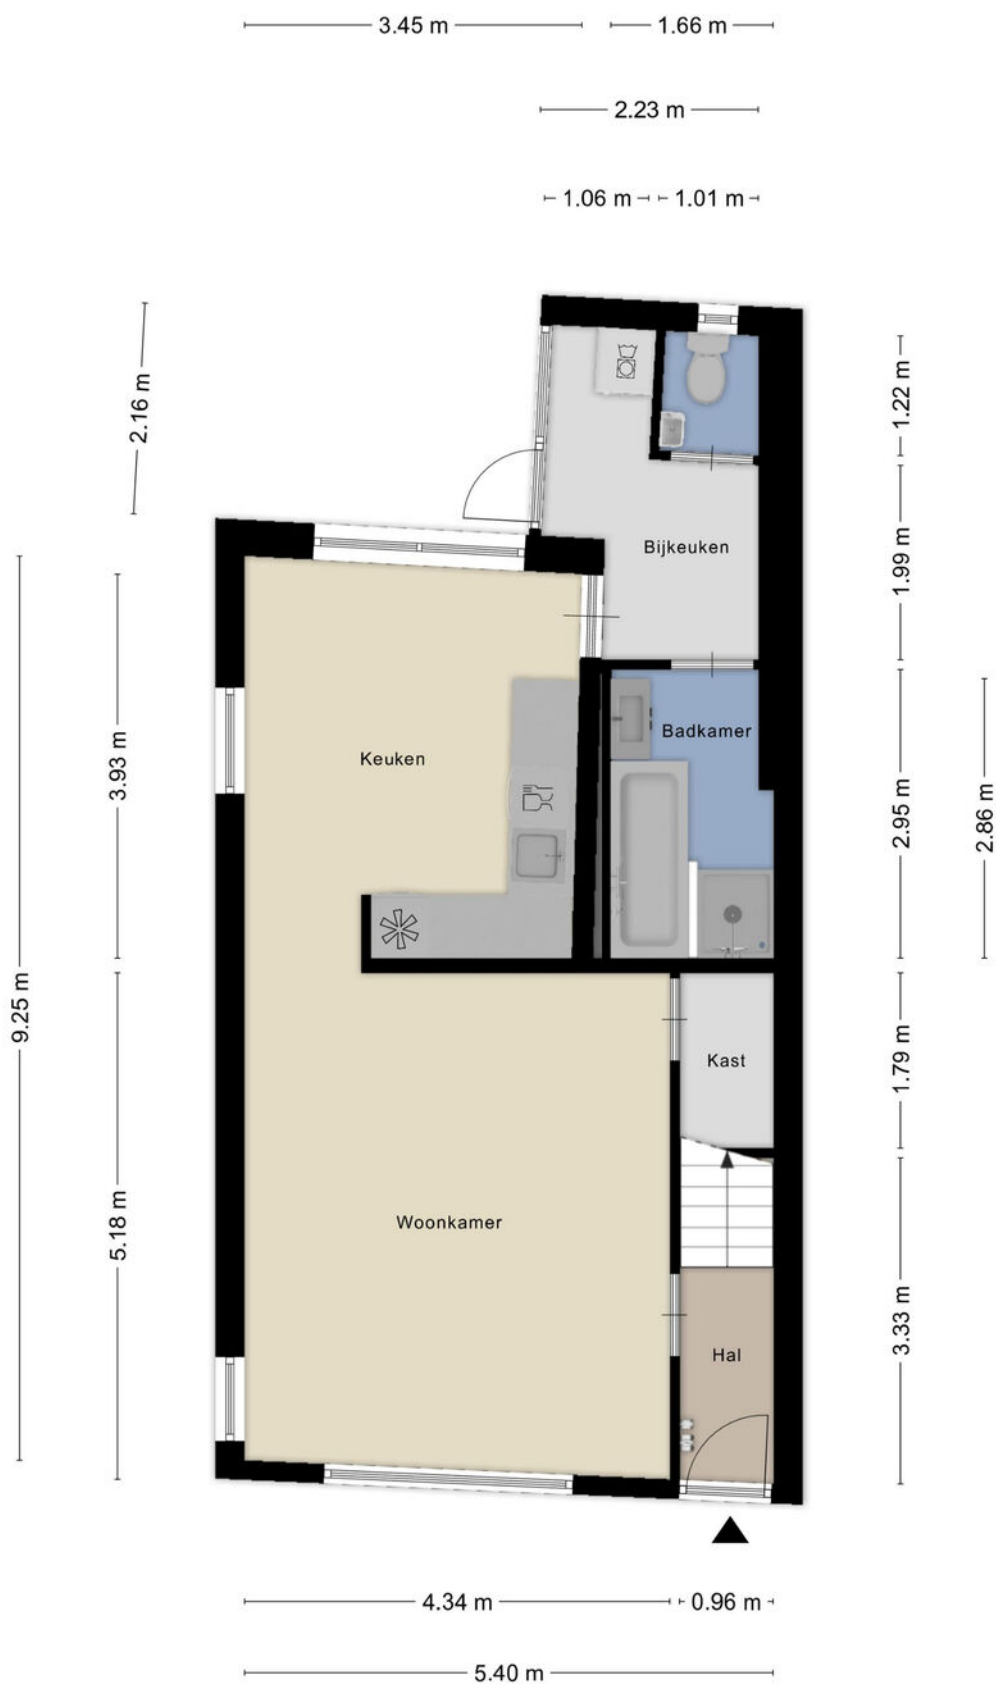 3.45 m
1.66 m
2.23 m
1.06 m
1.01 m
2.16 m
1.22 m
1.99 m
Bijkeuken
Badkamer
Keuken
3.93 m
2.95 m
2.86 m
9.25 m
1.79 m
Kast
5.18 m
Woonkamer
3.33 m
Hal
4.34 m
0.96 m
5.40 m